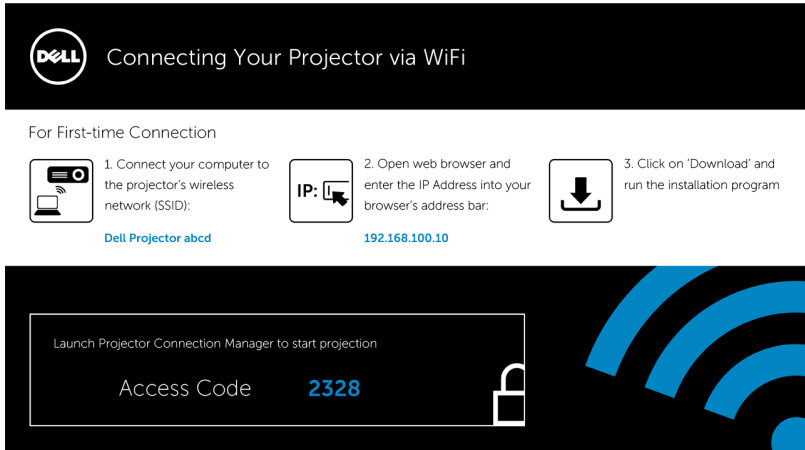 DELL
Connecting Your Projector via WiFi
For First-time Connection
1. Connect your computer to
the projector's wireless
network (SSID):
Dell Projector abcd
IP:
2. Open web browser and
enter the IP Address into your
browser's address bar:
192.168.100.10
3. Click on 'Download' and
run the installation program
Launch Projector Connection Manager to start projection
Access Code 2328